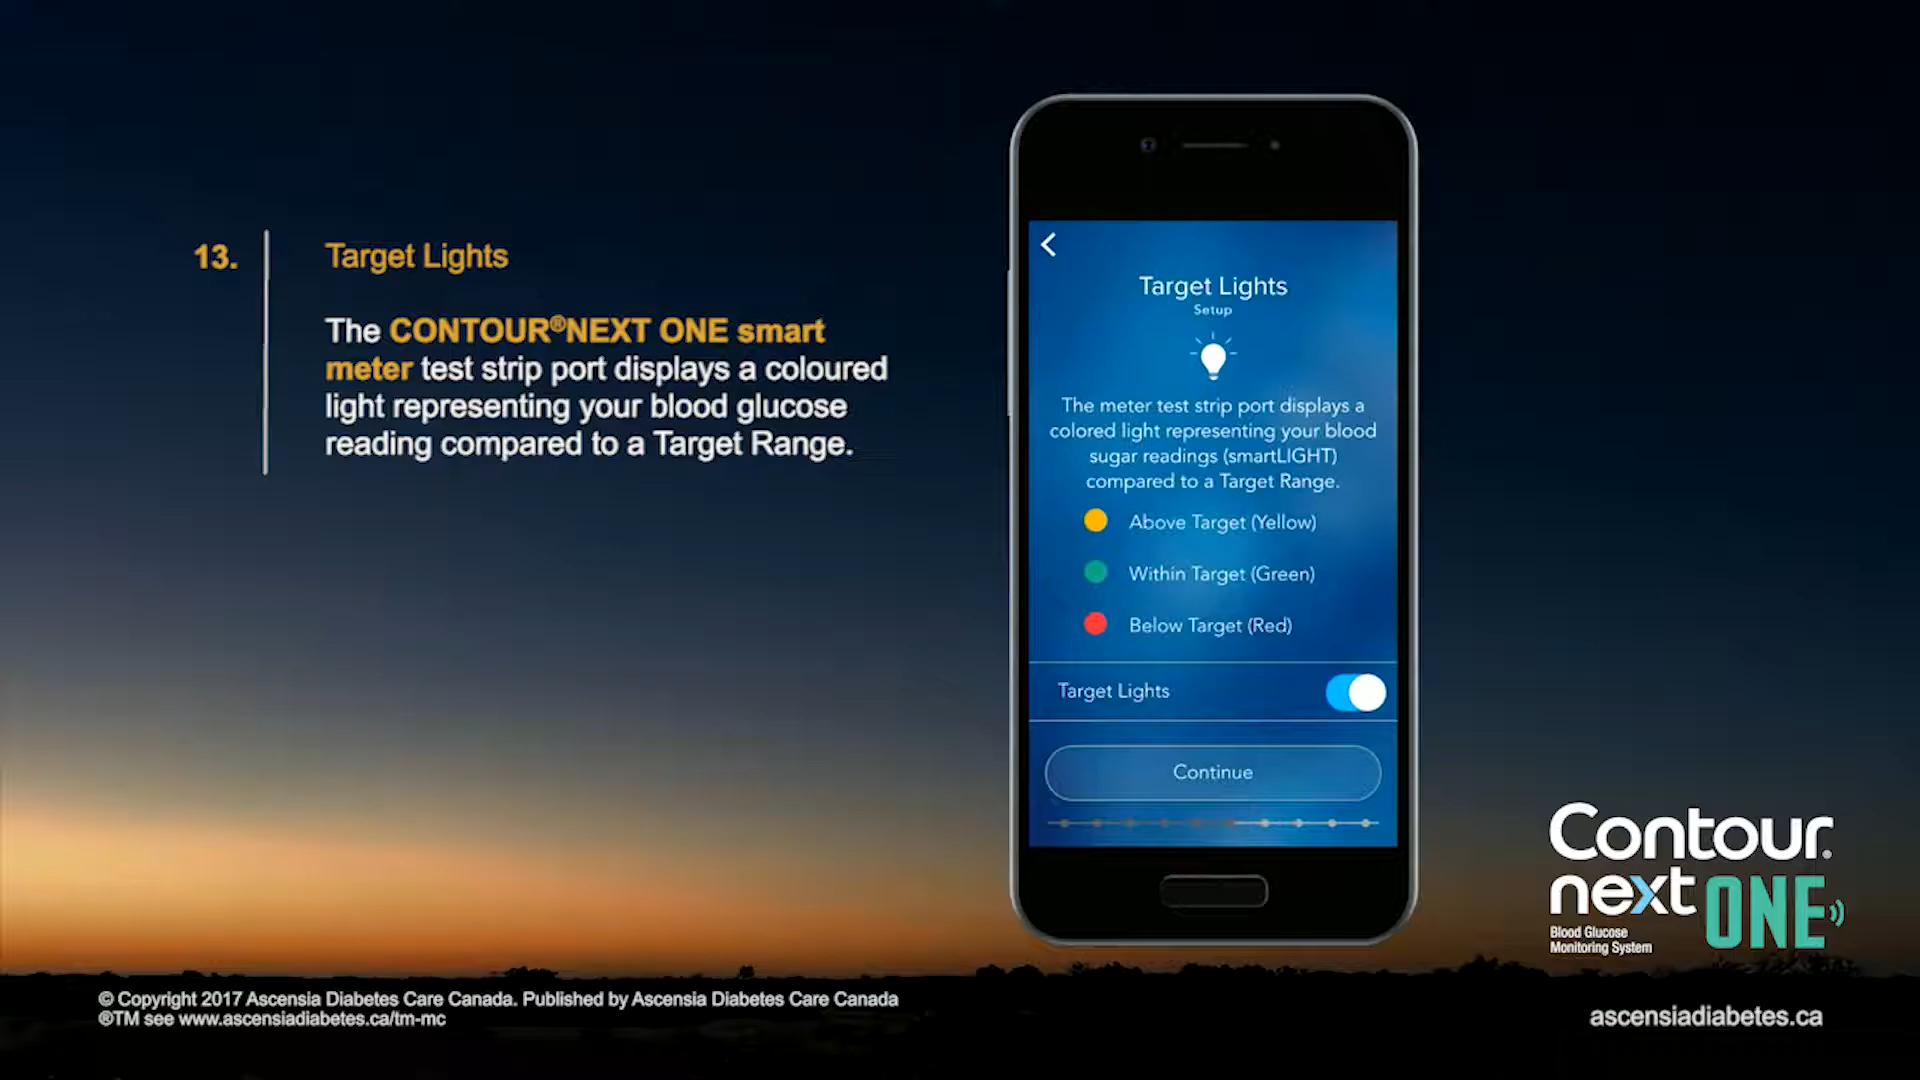 13.
Target Lights
The CONTOUR®NEXT ONE smart
meter test strip port displays a coloured
light representing your blood glucose
reading compared to a Target Range.
Target Lights
Setup
The meter test strip port displays a
colored light representing your blood
sugar readings (smartLIGHT)
compared to a Target Range.
Above Target (Yellow)
Within Target (Green)
Below Target (Red)
Target Lights
Continue
Contour®
next ONE
Blood Glucose
Monitoring System
© Copyright 2017 Ascensia Diabetes Care Canada. Published by Ascensia Diabetes Care Canada
®TM see www.ascensiadiabetes.ca/tm-mc
ascensiadiabetes.ca